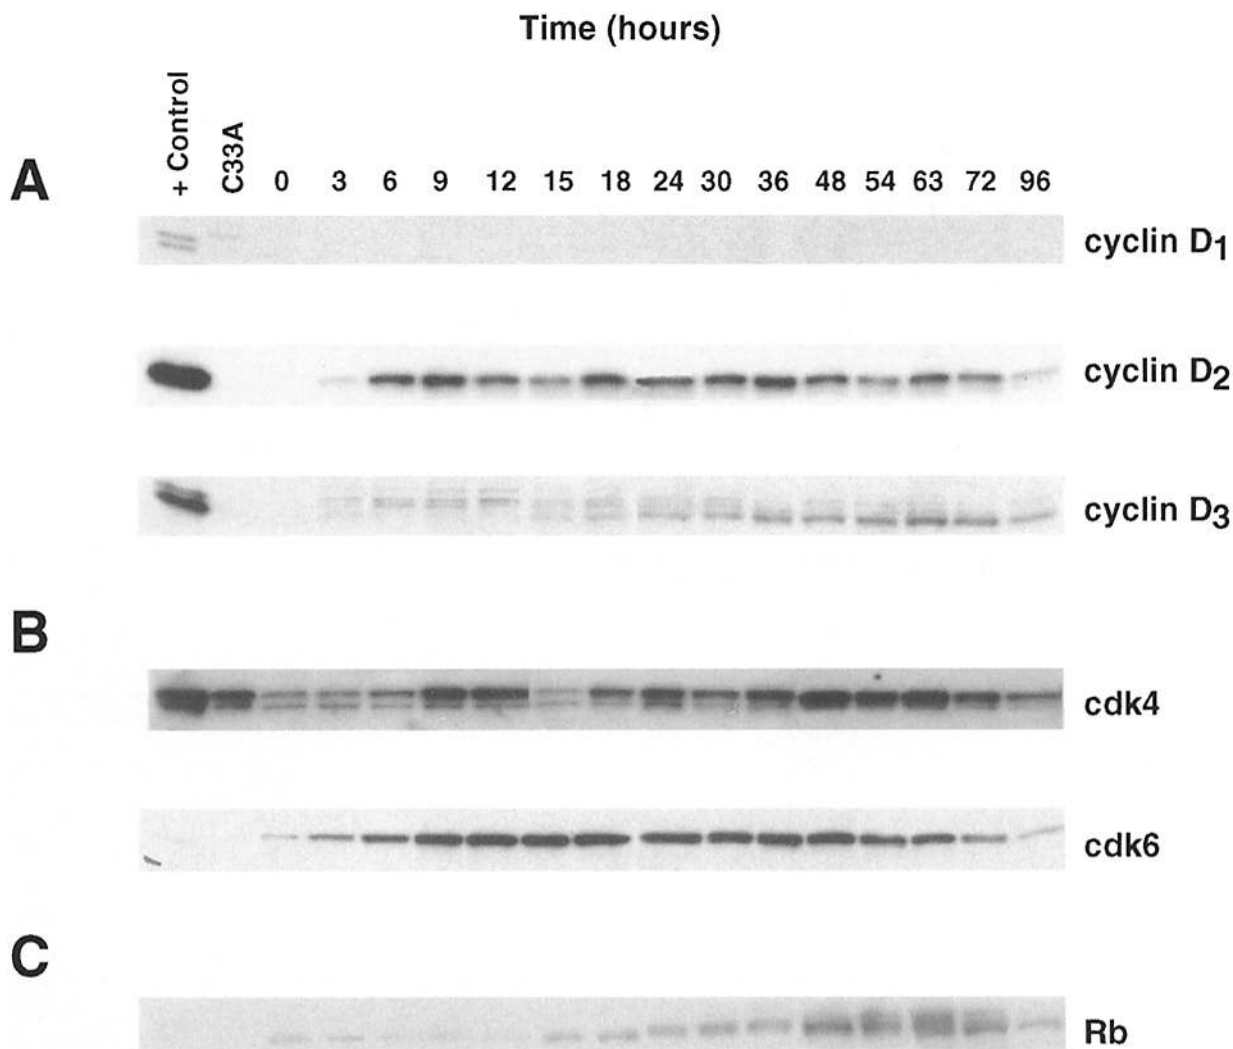 Time (hours)
A
+ Control C33A 0 3 6 9 12 15 18 24 30 36 48 54 63 72 96
cyclin D1
cyclin D2
cyclin D3
B
cdk4
cdk6
C
Rb